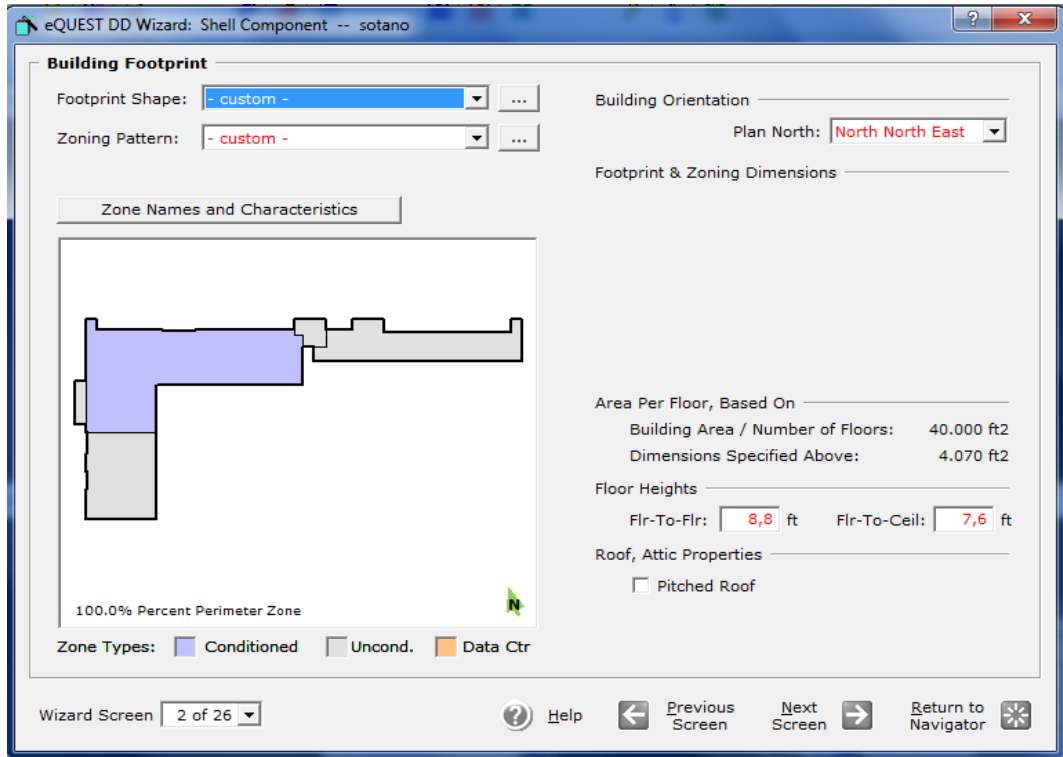 eQUEST DD Wizard: Shell Component -- sotano
Building Footprint
Footprint Shape: - custom - ...
Zoning Pattern: - custom - ...
Zone Names and Characteristics
100.0% Percent Perimeter Zone
N
Zone Types: Conditioned Uncond. Data Ctr
Building Orientation
Plan North: North North East
Footprint & Zoning Dimensions
Area Per Floor, Based On
Building Area / Number of Floors: 40.000 ft2
Dimensions Specified Above: 4.070 ft2
Floor Heights
Flr-To-Flr: 8,8 ft Flr-To-Ceil: 7,6 ft
Roof, Attic Properties
Pitched Roof
Wizard Screen 2 of 26 Help Previous Screen Next Screen Return to Navigator